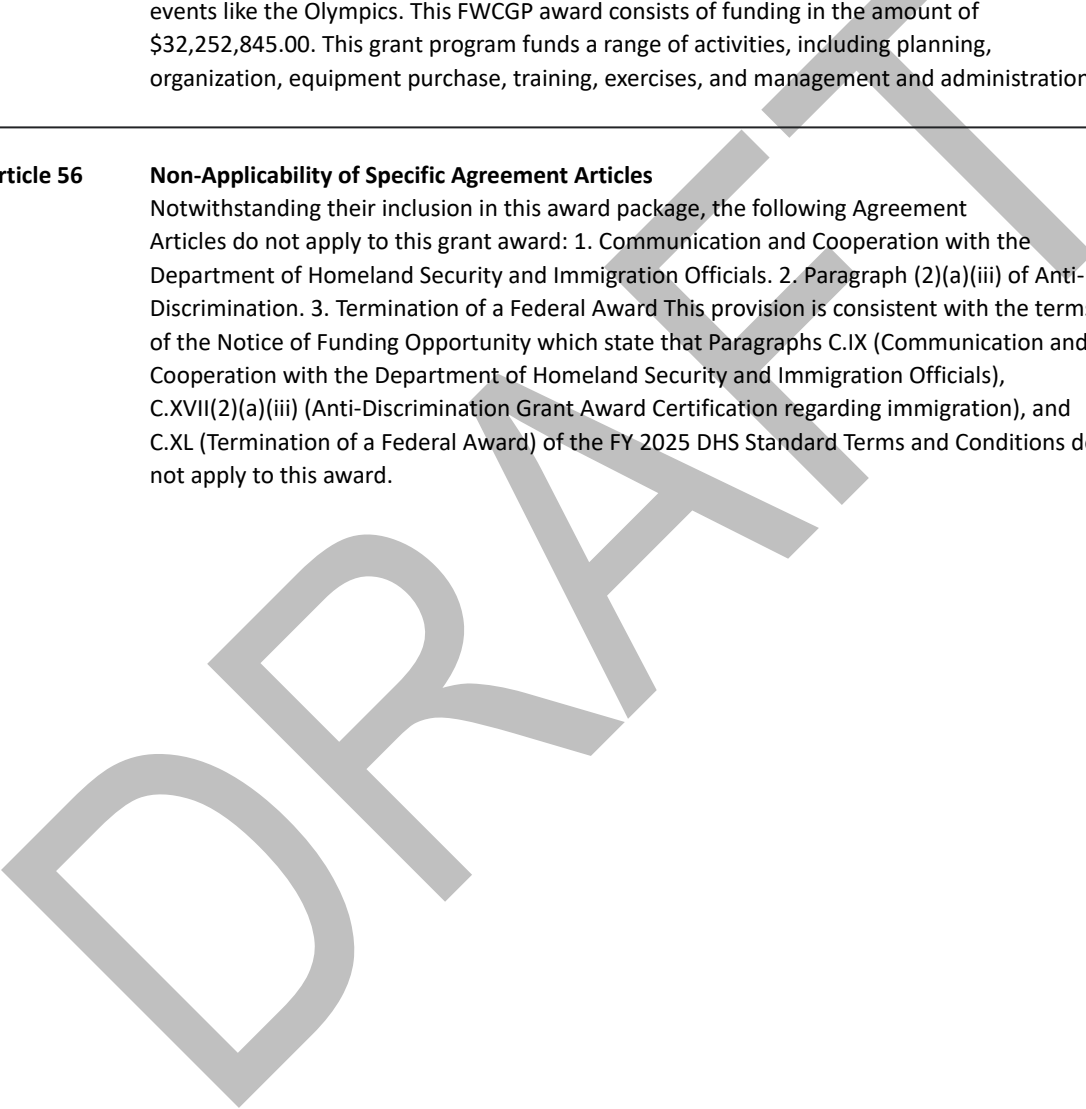 events like the Olympics. This FWCGP award consists of funding in the amount of
$32,252,845.00. This grant program funds a range of activities, including planning,
organization, equipment purchase, training, exercises, and management and administration
rticle 56 Non-Applicability of Specific Agreement Articles
Notwithstanding their inclusion in this award package, the following Agreement
Articles do not apply to this grant award: 1. Communication and Cooperation with the
Department of Homeland Security and Immigration Officials. 2. Paragraph (2)(a)(iii) of Anti-
Discrimination. 3. Termination of a Federal Award This provision is consistent with the terms
of the Notice of Funding Opportunity which state that Paragraphs C.IX (Communication and
Cooperation with the Department of Homeland Security and Immigration Officials),
C.XVII(2)(a)(iii) (Anti-Discrimination Grant Award Certification regarding immigration), and
C.XL (Termination of a Federal Award) of the FY 2025 DHS Standard Terms and Conditions do
not apply to this award.
DRAFT